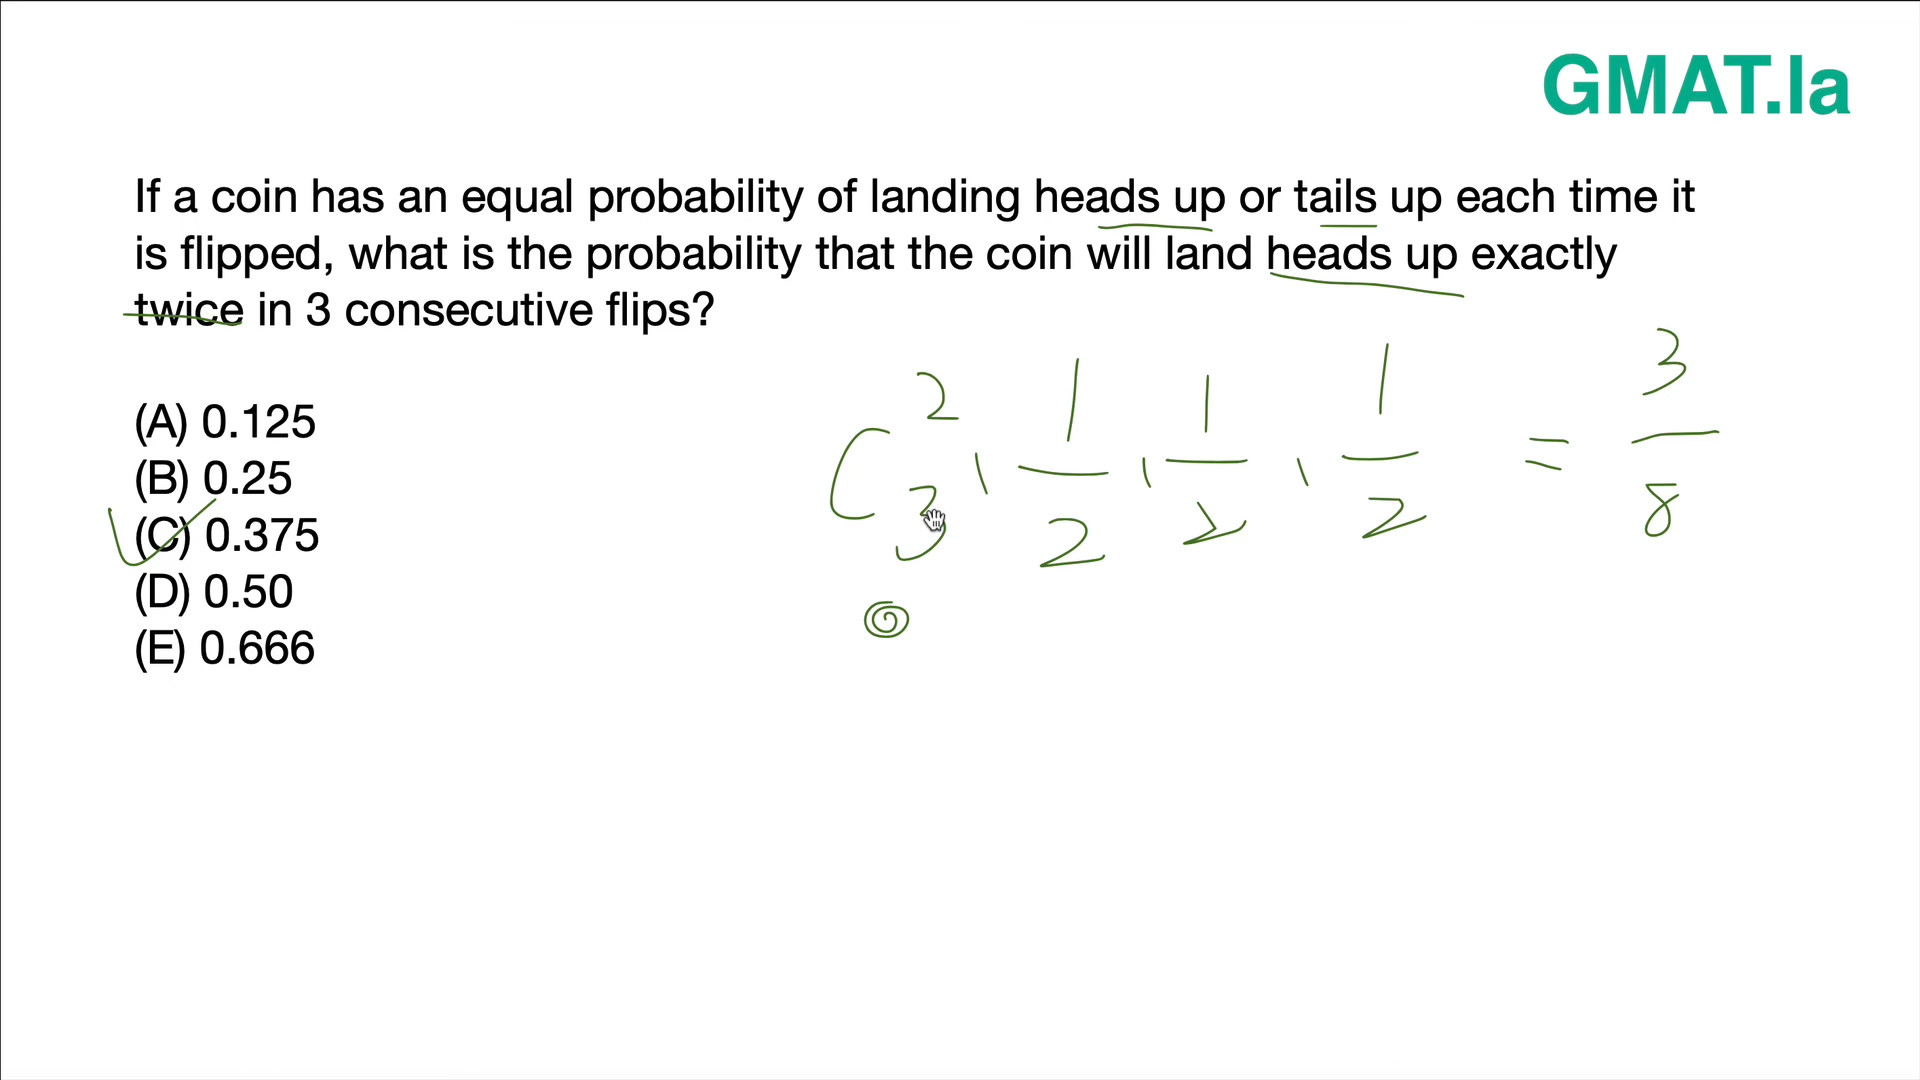 GMAT.la
If a coin has an equal probability of landing heads up or tails up each time it
is flipped, what is the probability that the coin will land heads up exactly
twice in 3 consecutive flips?
(A) 0.125
(B) 0.25
(C) 0.375
(D) 0.50
(E) 0.666
C₃² · 1/2 · 1/2 · 1/2 = 3/8